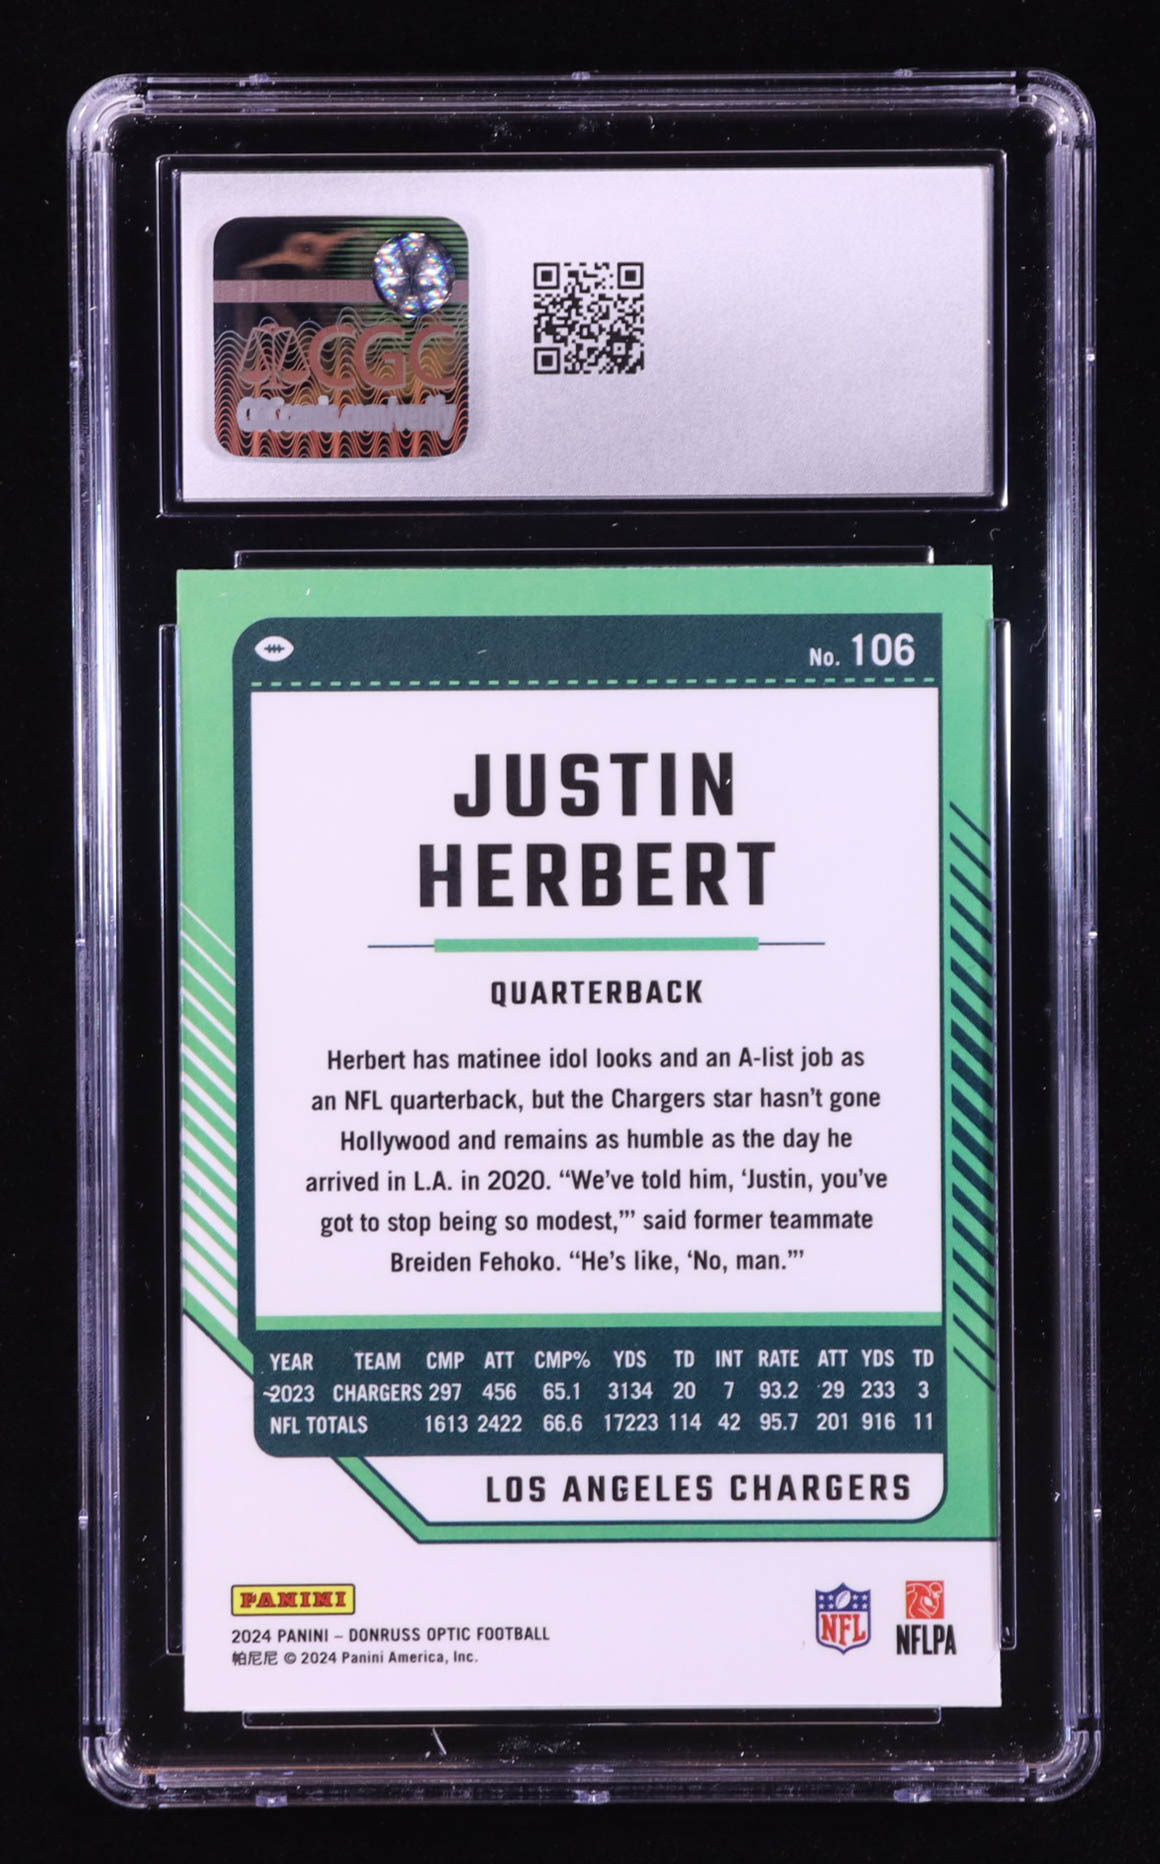 CGC
CGCcomics.com/verify
No. 106
JUSTIN
HERBERT
QUARTERBACK
Herbert has matinee idol looks and an A-list job as
an NFL quarterback, but the Chargers star hasn't gone
Hollywood and remains as humble as the day he
arrived in L.A. in 2020. “We've told him, ‘Justin, you've
got to stop being so modest,’” said former teammate
Breiden Fehoko. “He's like, ‘No, man.’”
YEAR TEAM CMP ATT CMP% YDS TD INT RATE ATT YDS TD
~2023 CHARGERS 297 456 65.1 3134 20 7 93.2 29 233 3
NFL TOTALS 1613 2422 66.6 17223 114 42 95.7 201 916 11
LOS ANGELES CHARGERS
PANINI
2024 PANINI – DONRUSS OPTIC FOOTBALL
帕尼尼 © 2024 Panini America, Inc.
NFL
NFLPA